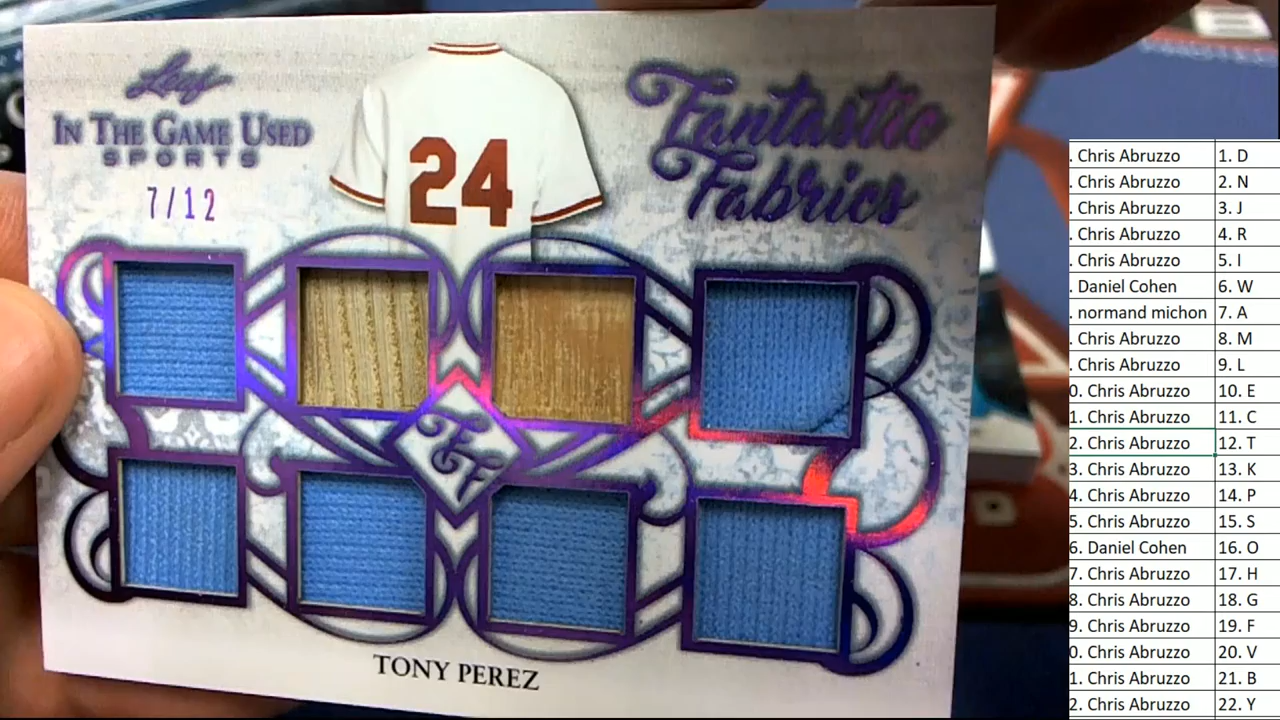 Leaf
IN THE GAME USED
SPORTS
7/12
24
Fantastic
Fabrics
TONY PEREZ
. Chris Abruzzo 1. D
. Chris Abruzzo 2. N
. Chris Abruzzo 3. J
. Chris Abruzzo 4. R
. Chris Abruzzo 5. I
. Daniel Cohen 6. W
. normand michon 7. A
. Chris Abruzzo 8. M
. Chris Abruzzo 9. L
0. Chris Abruzzo 10. E
1. Chris Abruzzo 11. C
2. Chris Abruzzo 12. T
3. Chris Abruzzo 13. K
4. Chris Abruzzo 14. P
5. Chris Abruzzo 15. S
6. Daniel Cohen 16. O
7. Chris Abruzzo 17. H
8. Chris Abruzzo 18. G
9. Chris Abruzzo 19. F
0. Chris Abruzzo 20. V
1. Chris Abruzzo 21. B
2. Chris Abruzzo 22. Y